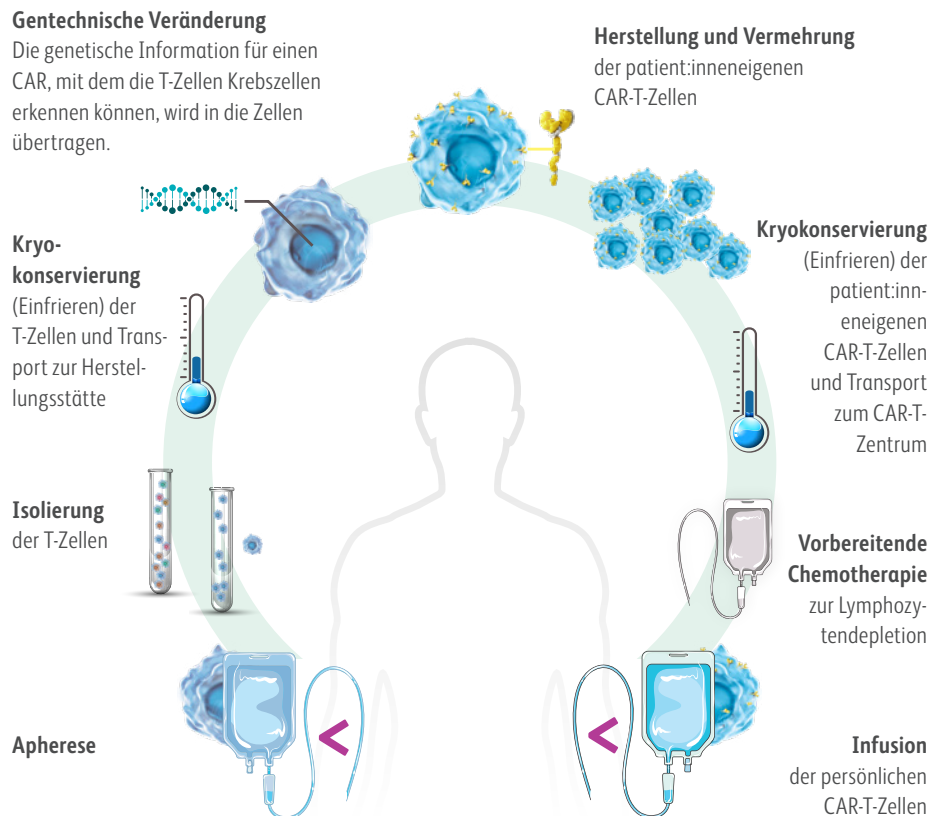 Gentechnische Veränderung
Die genetische Information für einen
CAR, mit dem die T-Zellen Krebszellen
erkennen können, wird in die Zellen
übertragen.
Herstellung und Vermehrung
der patient:inneneigenen
CAR-T-Zellen
Kryo-
konservierung
(Einfrieren) der
T-Zellen und Trans-
port zur Herstel-
lungsstätte
Kryokonservierung
(Einfrieren) der
patient:inn-
eneigenen
CAR-T-Zellen
und Transport
zum CAR-T-
Zentrum
Isolierung
der T-Zellen
Vorbereitende
Chemotherapie
zur Lymphozy-
tendepletion
Apherese
Infusion
der persönlichen
CAR-T-Zellen